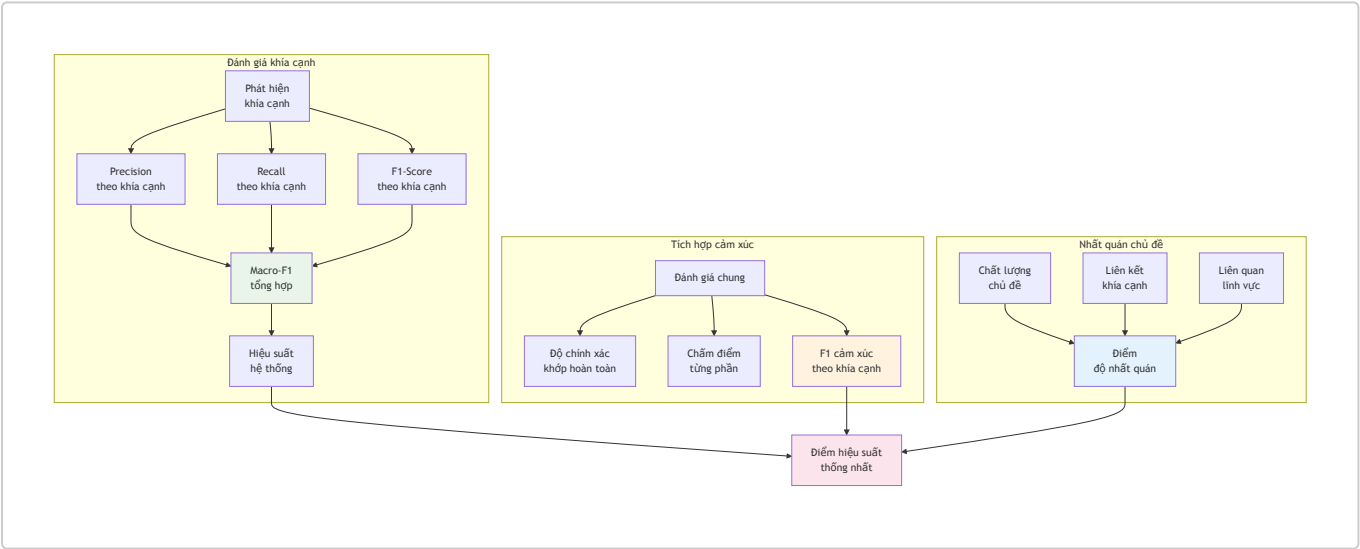 Đánh giá khía cạnh
Phát hiện
khía cạnh
Precision
theo khía cạnh
Recall
theo khía cạnh
F1-Score
theo khía cạnh
Macro-F1
tổng hợp
Hiệu suất
hệ thống
Tích hợp cảm xúc
Đánh giá chung
Độ chính xác
khớp hoàn toàn
Chấm điểm
từng phần
F1 cảm xúc
theo khía cạnh
Nhất quán chủ đề
Chất lượng
chủ đề
Liên kết
khía cạnh
Liên quan
lĩnh vực
Điểm
độ nhất quán
Điểm hiệu suất
thống nhất